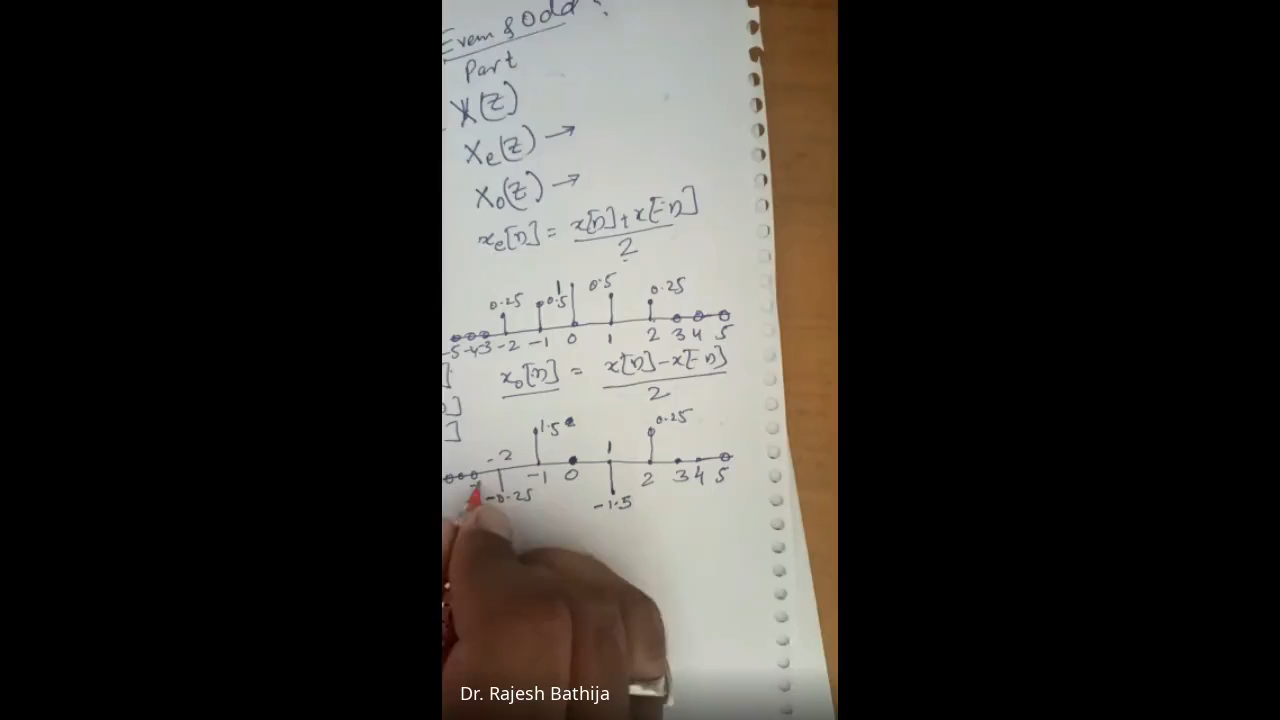 Even & Odd
Part
X(z)
Xe(z) →
Xo(z) →
xe[n] = x[n] + x[-n]
2
0.25 0.5 1 0.5 0.25
-5 -4 -3 -2 -1 0 1 2 3 4 5
xo[n] = x[n] - x[-n]
2
1.5 0.25
-2 -1 0 1 2 3 4 5
-0.25 -1.5
Dr. Rajesh Bathija